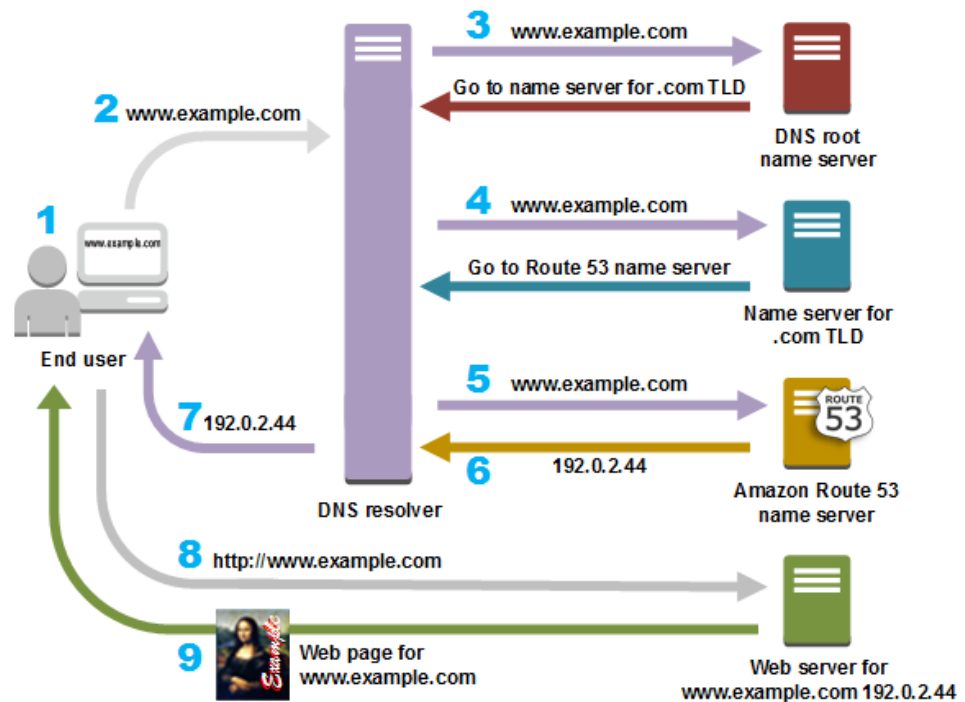 3 www.example.com
Go to name server for .com TLD
DNS root
name server
2 www.example.com
1
www.example.com
End user
4 www.example.com
Go to Route 53 name server
Name server for
.com TLD
5 www.example.com
ROUTE
53
6
192.0.2.44
Amazon Route 53
name server
7 192.0.2.44
DNS resolver
8 http://www.example.com
9
Example
Web page for
www.example.com
Web server for
www.example.com 192.0.2.44